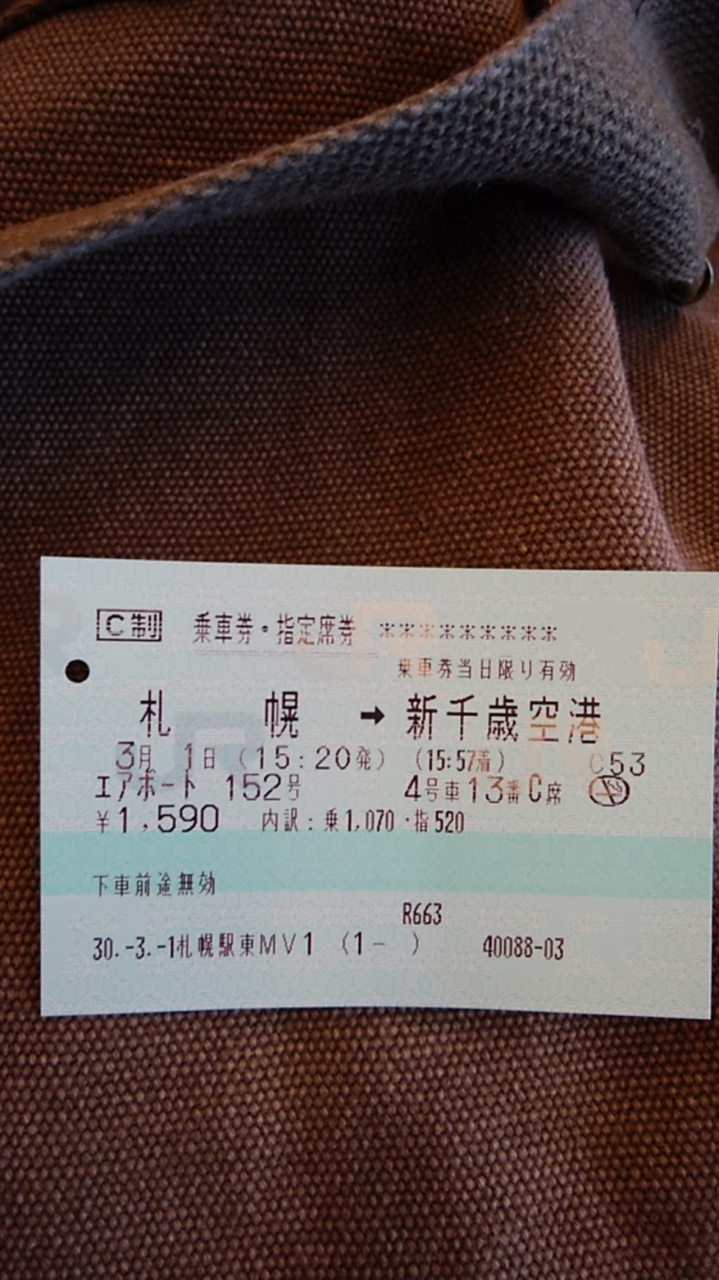 C制 乗車券・指定席券 **********
乗車券当日限り有効
札 幌 → 新千歳空港
3月 1日 (15:20発) (15:57着) C53
エアポート 152号 4号車 13番 C席
¥1,590 内訳:乗1,070・指520
下車前途無効
R663
30.-3.-1札幌駅東MV1 (1- ) 40088-03